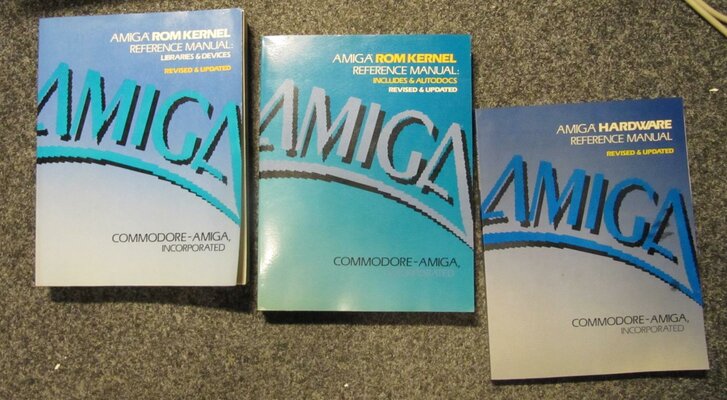 AMIGA® ROM KERNEL
REFERENCE MANUAL:
LIBRARIES & DEVICES
REVISED & UPDATED
AMIGA
COMMODORE-AMIGA,
INCORPORATED
AMIGA® ROM KERNEL
REFERENCE MANUAL:
INCLUDES & AUTODOCS
REVISED & UPDATED
AMIGA
COMMODORE-AMIGA,
INCORPORATED
AMIGA HARDWARE
REFERENCE MANUAL
REVISED & UPDATED
AMIGA
COMMODORE-AMIGA,
INCORPORATED